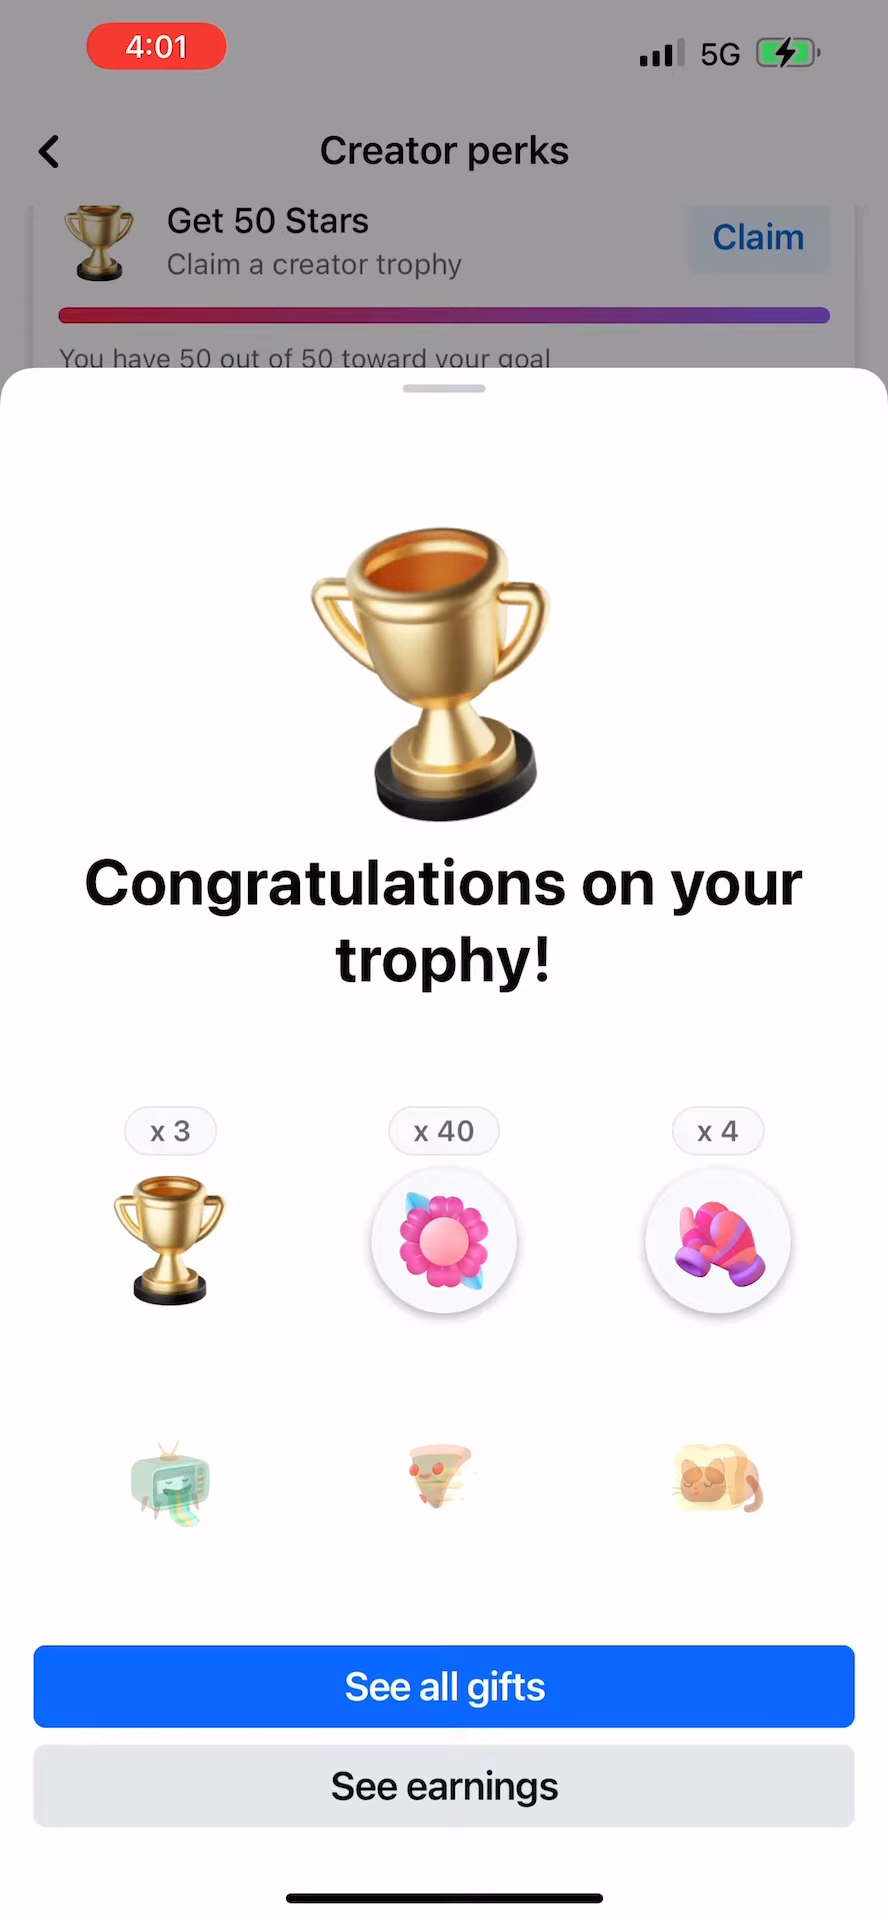 4:01
5G
Creator perks
Get 50 Stars
Claim a creator trophy
Claim
You have 50 out of 50 toward your goal
Congratulations on your
trophy!
x 3
x 40
x 4
See all gifts
See earnings